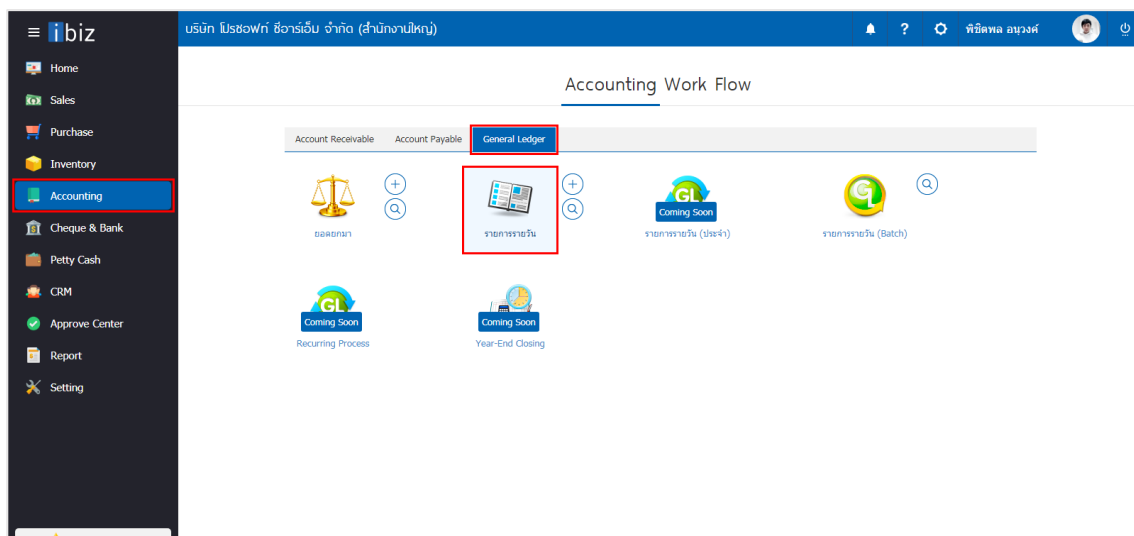 ibiz
บริษัท โปรซอฟท์ ซีอาร์เอ็ม จำกัด (สำนักงานใหญ่)
?
พิชิตพล อนุวงศ์
Home
Sales
Purchase
Inventory
Accounting
Cheque & Bank
Petty Cash
CRM
Approve Center
Report
Setting
Accounting Work Flow
Account Receivable
Account Payable
General Ledger
ยอดยกมา
รายการรายวัน
GL
Coming Soon
รายการรายวัน (ประจำ)
รายการรายวัน (Batch)
GL
Coming Soon
Recurring Process
Coming Soon
Year-End Closing